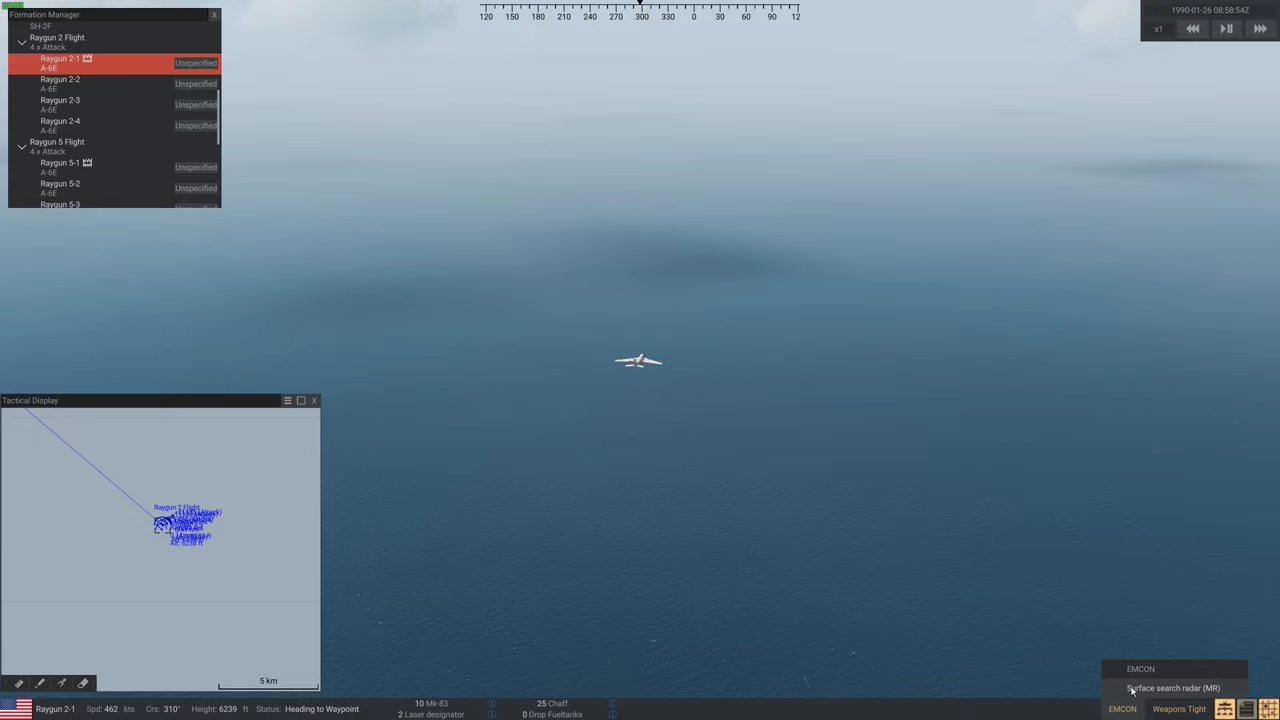 Formation Manager X
SH-2F
Raygun 2 Flight
4 x Attack
Raygun 2-1
A-6E
Unspecified
Raygun 2-2
A-6E
Unspecified
Raygun 2-3
A-6E
Unspecified
Raygun 2-4
A-6E
Unspecified
Raygun 5 Flight
4 x Attack
Raygun 5-1
A-6E
Unspecified
Raygun 5-2
A-6E
Unspecified
Raygun 5-3
120 150 180 210 240 270 300 330 0 30 60 90 12
1990-01-26 08:58:54Z
x1
Tactical Display X
Raygun 2 Flight
Alt: 6238 ft
5 km
EMCON
Surface search radar (MR)
Raygun 2-1 Spd: 462 kts Crs: 310° Height: 6239 ft Status: Heading to Waypoint
10 Mk-83
2 Laser designator
25 Chaff
0 Drop Fueltanks
EMCON Weapons Tight